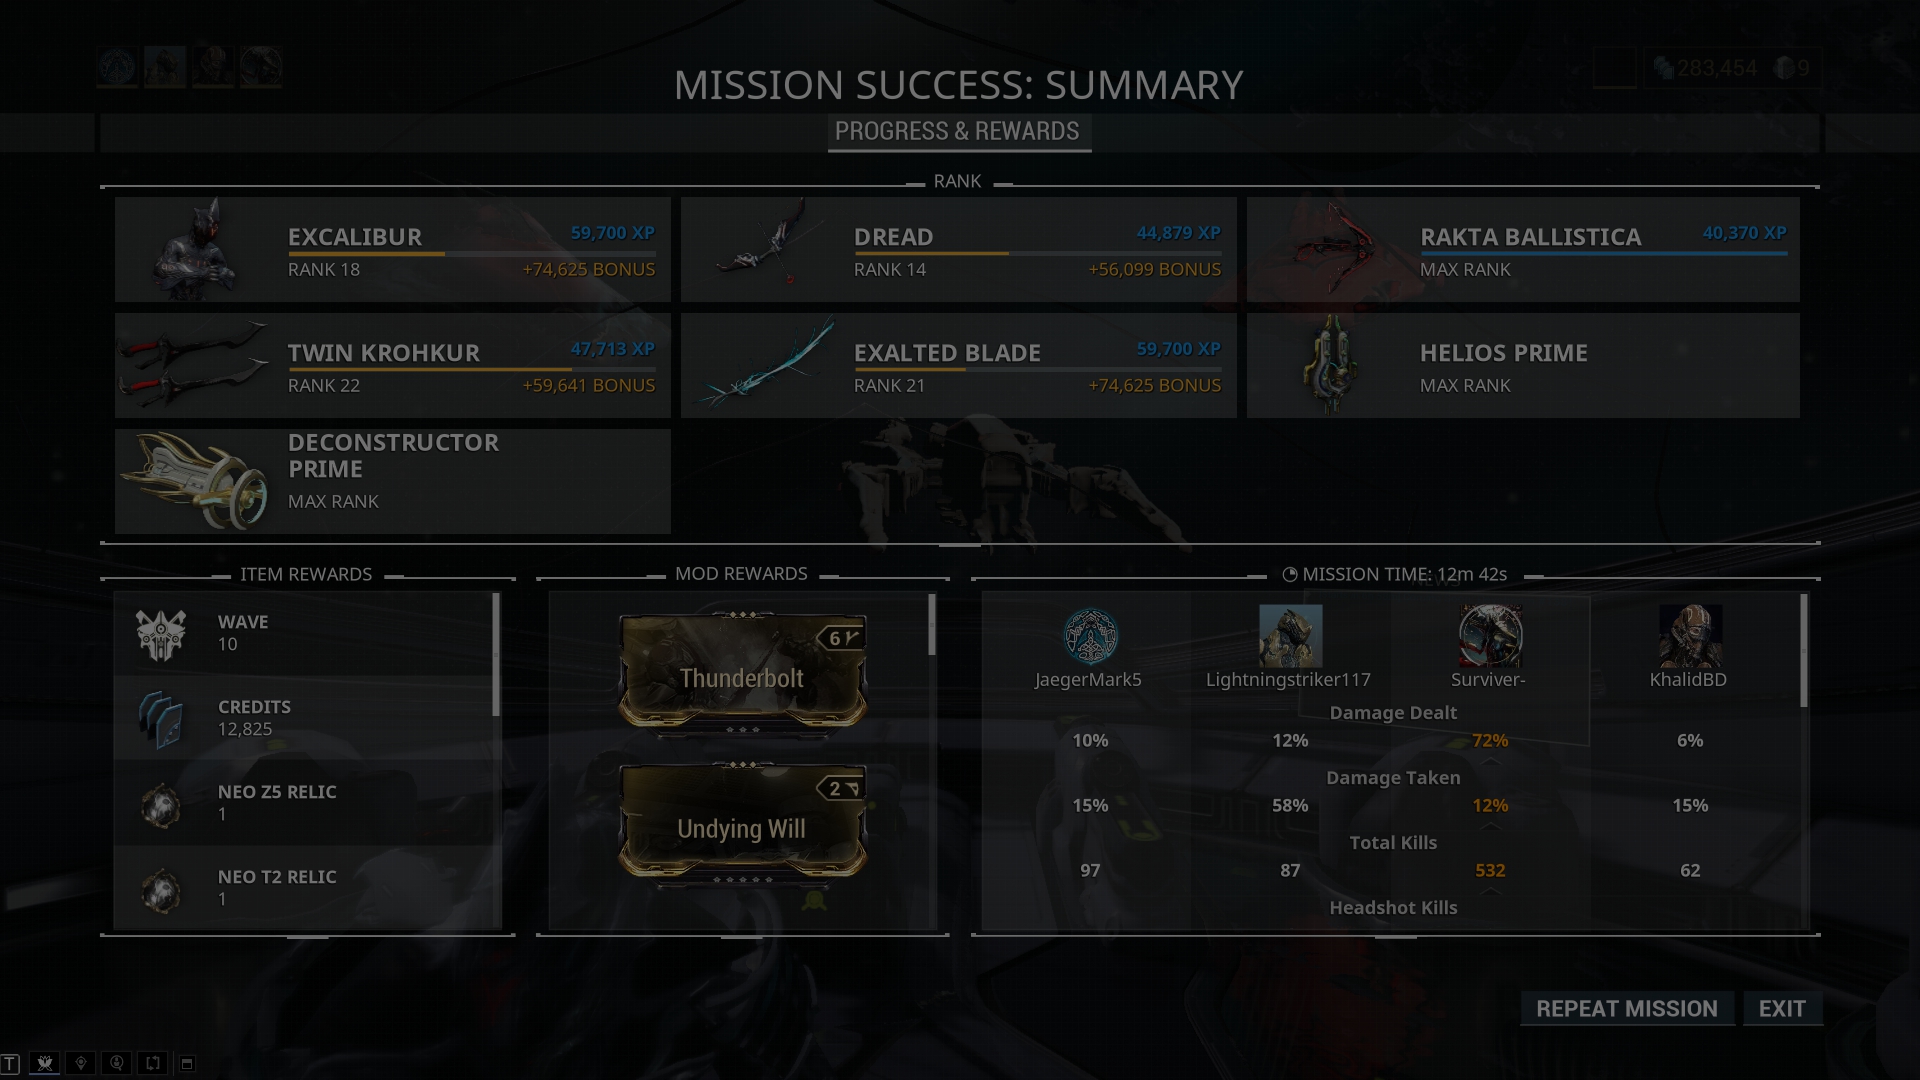 283,454 9
MISSION SUCCESS: SUMMARY
PROGRESS & REWARDS
RANK
EXCALIBUR 59,700 XP
RANK 18 +74,625 BONUS
DREAD 44,879 XP
RANK 14 +56,099 BONUS
RAKTA BALLISTICA 40,370 XP
MAX RANK
TWIN KROHKUR 47,713 XP
RANK 22 +59,641 BONUS
EXALTED BLADE 59,700 XP
RANK 21 +74,625 BONUS
HELIOS PRIME
MAX RANK
DECONSTRUCTOR
PRIME
MAX RANK
ITEM REWARDS
WAVE
10
CREDITS
12,825
NEO Z5 RELIC
1
NEO T2 RELIC
1
MOD REWARDS
6
Thunderbolt
2
Undying Will
MISSION TIME: 12m 42s
NEWS
JaegerMark5 Lightningstriker117 Surviver- KhalidBD
Damage Dealt
10% 12% 72% 6%
Damage Taken
15% 58% 12% 15%
Total Kills
97 87 532 62
Headshot Kills
REPEAT MISSION EXIT
T